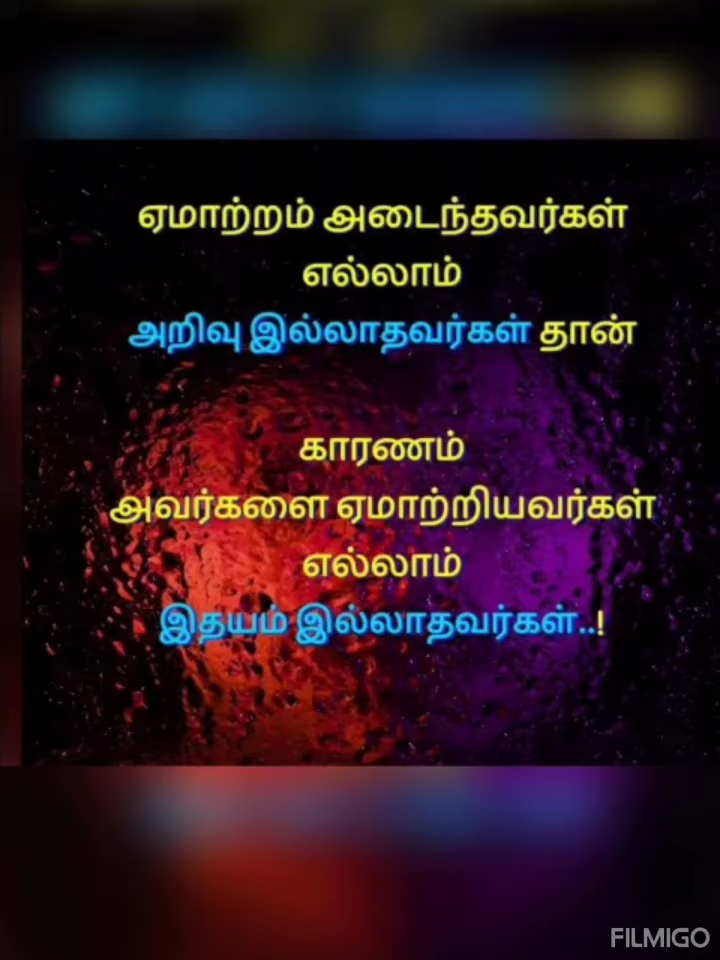 ஏமாற்றம் அடைந்தவர்கள்
எல்லாம்
அறிவு இல்லாதவர்கள் தான்
காரணம்
அவர்களை ஏமாற்றியவர்கள்
எல்லாம்
இதயம் இல்லாதவர்கள்..!
FILMIGO